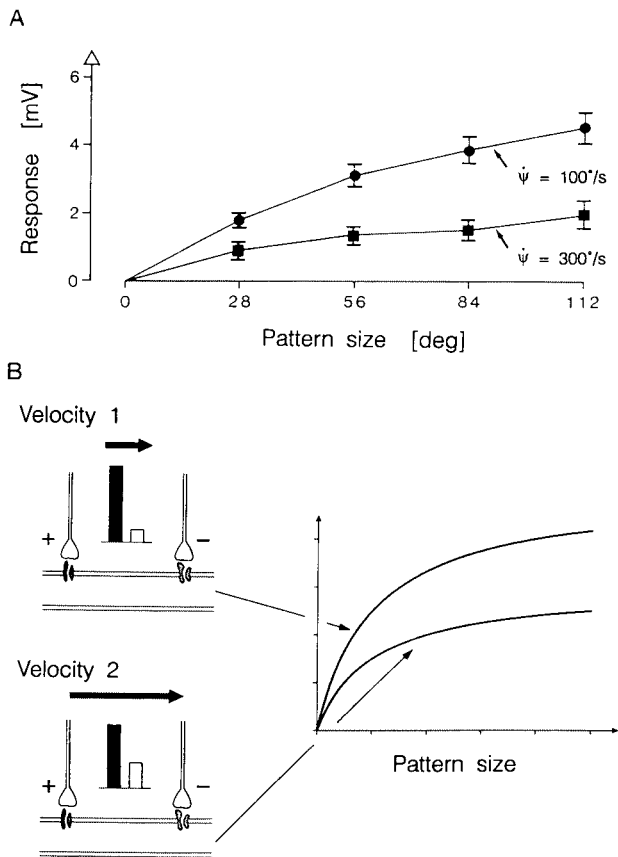 A
Response [mV]
6
4
2
0
ψ̇ = 100°/s
ψ̇ = 300°/s
0 28 56 84 112
Pattern size [deg]
B
Velocity 1
+ −
Velocity 2
+ −
Pattern size